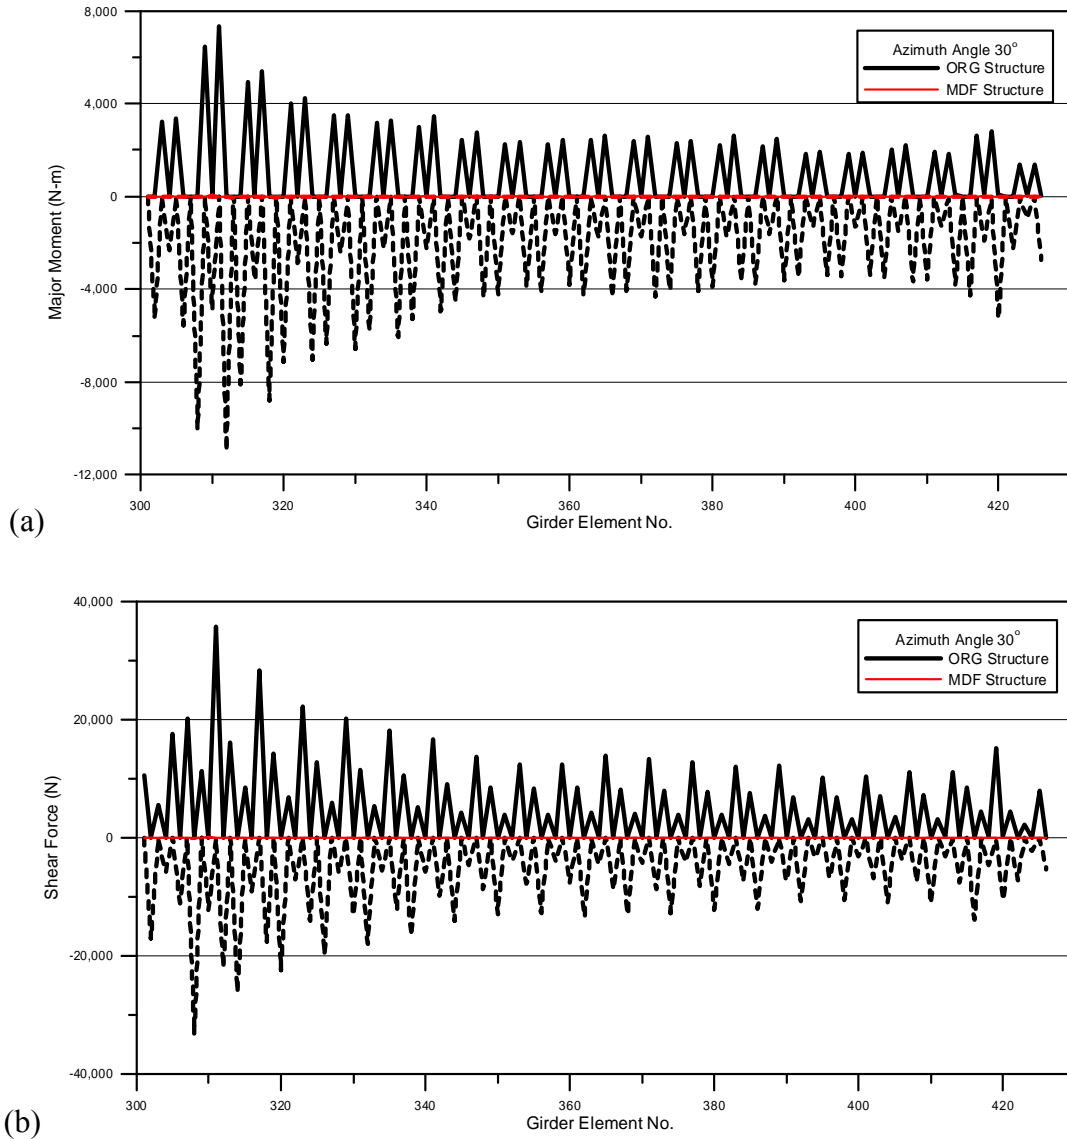 8,000
4,000
0
-4,000
-8,000
-12,000
Major Moment (N-m)
Azimuth Angle 30°
ORG Structure
MDF Structure
300
320
340
360
380
400
420
Girder Element No.
(a)
40,000
20,000
0
-20,000
-40,000
Shear Force (N)
Azimuth Angle 30°
ORG Structure
MDF Structure
300
320
340
360
380
400
420
Girder Element No.
(b)